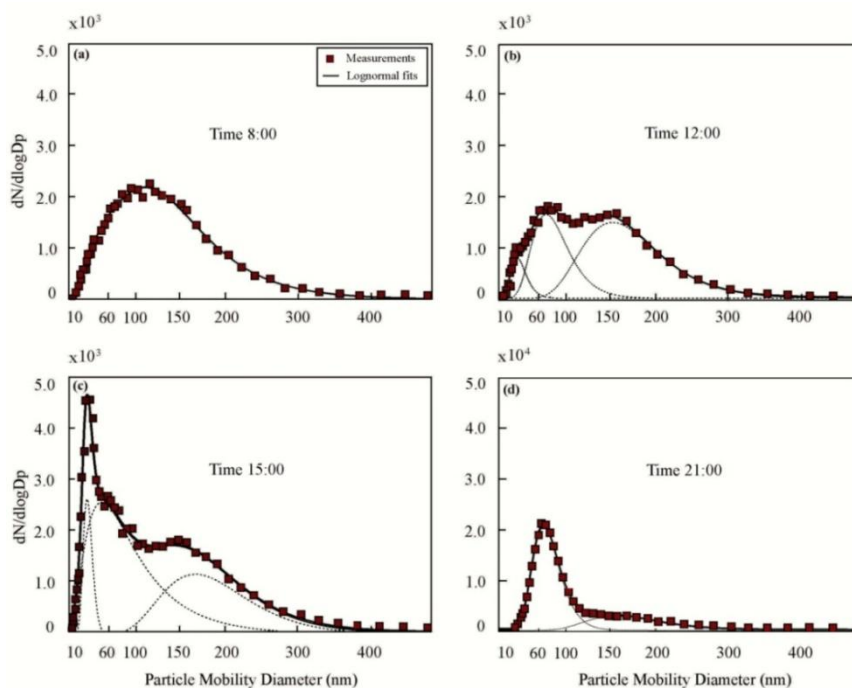 x10³
x10³
(a)
Measurements
Lognormal fits
Time 8:00
dN/dlogDp
5.0
4.0
3.0
2.0
1.0
0
10 60 100 150 200 300 400
(b)
Time 12:00
5.0
4.0
3.0
2.0
1.0
0
10 60 100 150 200 300 400
x10³
x10⁴
(c)
Time 15:00
dN/dlogDp
5.0
4.0
3.0
2.0
1.0
0
10 60 100 150 200 300 400
Particle Mobility Diameter (nm)
(d)
Time 21:00
5.0
4.0
3.0
2.0
1.0
0
10 60 100 150 200 300 400
Particle Mobility Diameter (nm)